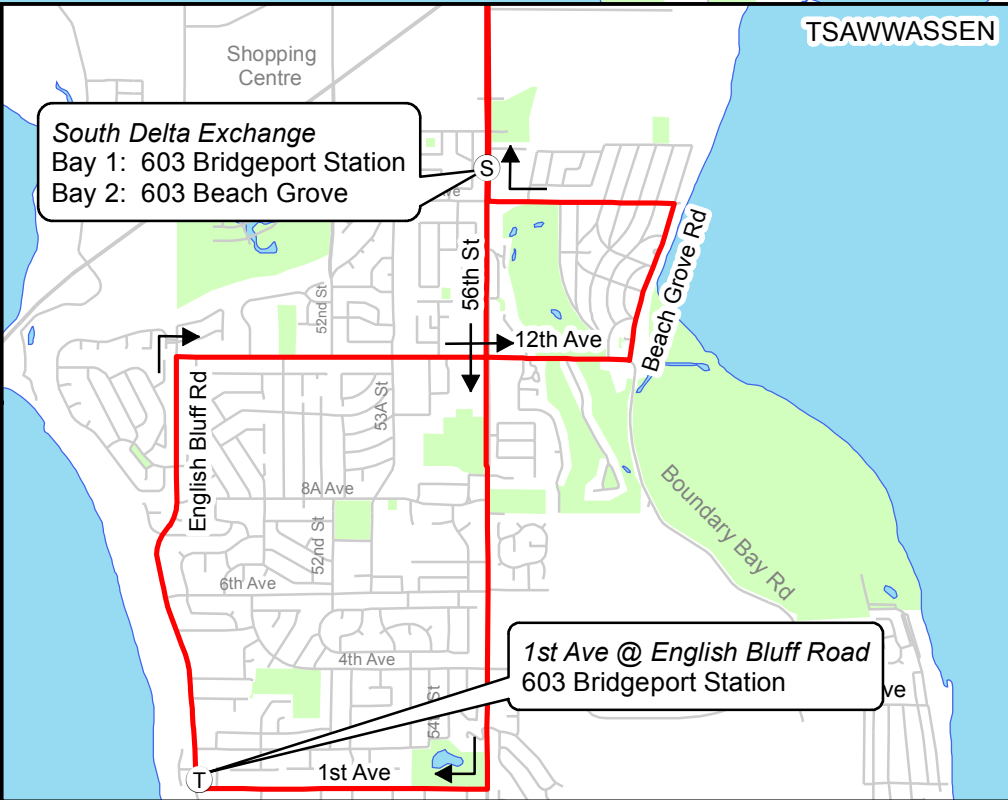 TSAWWASSEN
Shopping
Centre
South Delta Exchange
Bay 1: 603 Bridgeport Station
Bay 2: 603 Beach Grove
S
ve
56th St
Beach Grove Rd
52nd St
12th Ave
English Bluff Rd
53A St
8A Ave
52nd St
Boundary Bay Rd
6th Ave
1st Ave @ English Bluff Road
603 Bridgeport Station
4th Ave
ve
1st Ave
T